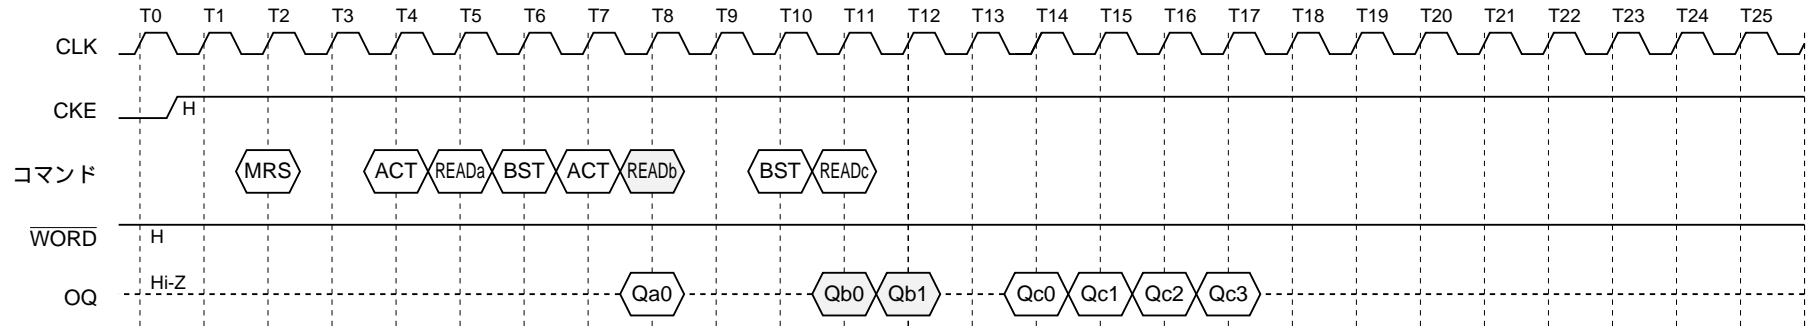 T0 T1 T2 T3 T4 T5 T6 T7 T8 T9 T10 T11 T12 T13 T14 T15 T16 T17 T18 T19 T20 T21 T22 T23 T24 T25
CLK
CKE H
コマンド MRS ACT READa BST ACT READb BST READc
WORD H
OQ Hi-Z Qa0 Qb0 Qb1 Qc0 Qc1 Qc2 Qc3